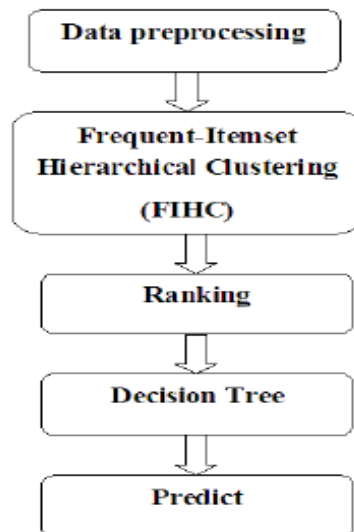 Data preprocessing
Frequent-Itemset
Hierarchical Clustering
(FIHC)
Ranking
Decision Tree
Predict